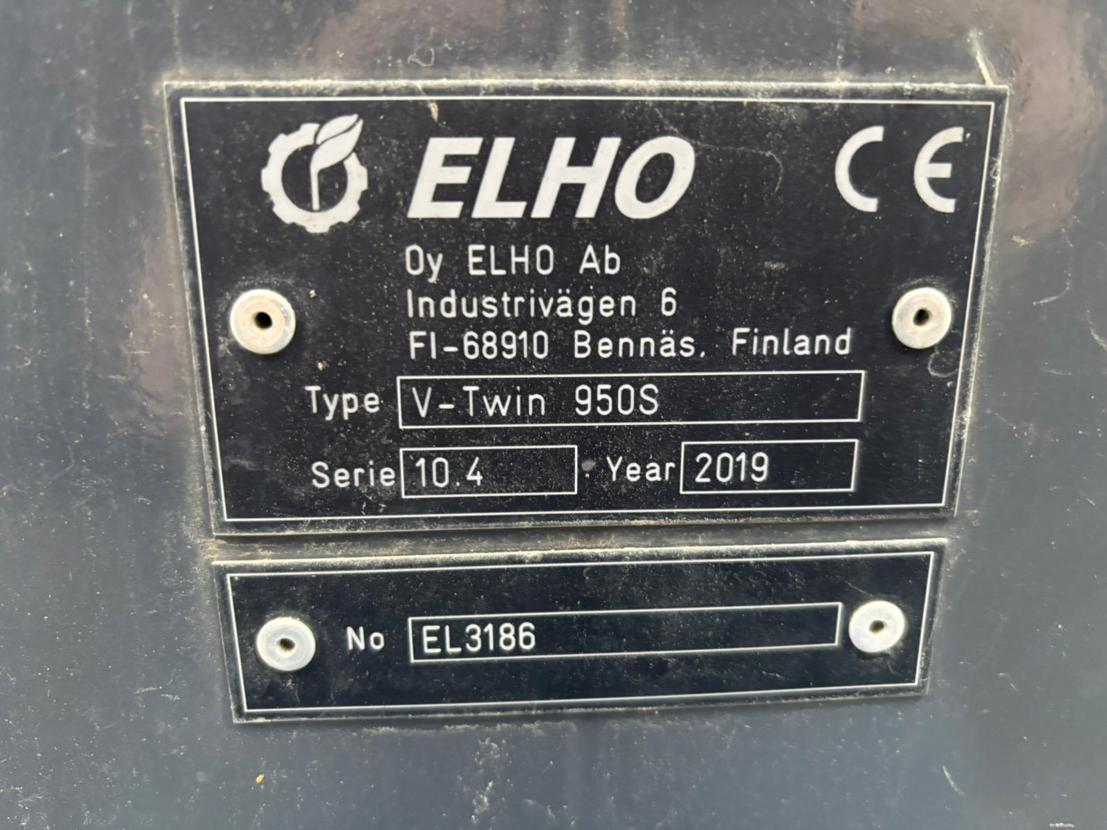 ELHO CE
Oy ELHO Ab
Industrivägen 6
FI-68910 Bennäs. Finland
Type V-Twin 950S
Serie 10.4 Year 2019
No EL3186